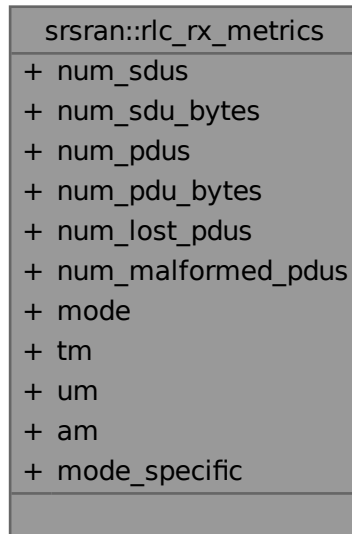 srsran::rlc_rx_metrics
+ num_sdus
+ num_sdu_bytes
+ num_pdus
+ num_pdu_bytes
+ num_lost_pdus
+ num_malformed_pdus
+ mode
+ tm
+ um
+ am
+ mode_specific